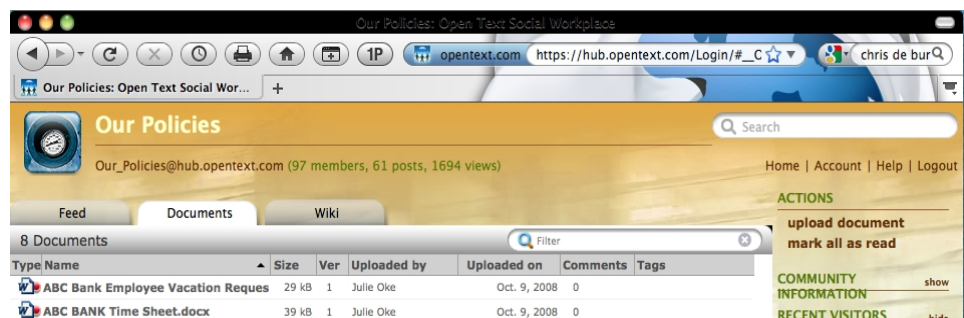 Our Policies: Open Text Social Workplace
1P opentext.com https://hub.opentext.com/Login/#__C chris de bur
Our Policies: Open Text Social Wor... +
Our Policies
Search
Our_Policies@hub.opentext.com (97 members, 61 posts, 1694 views)
Home | Account | Help | Logout
Feed Documents Wiki
8 Documents
Filter
Type Name Size Ver Uploaded by Uploaded on Comments Tags
ABC Bank Employee Vacation Reques 29 kB 1 Julie Oke Oct. 9, 2008 0
ABC BANK Time Sheet.docx 39 kB 1 Julie Oke Oct. 9, 2008 0
ACTIONS
upload document
mark all as read
COMMUNITY INFORMATION show
RECENT VISITORS hide